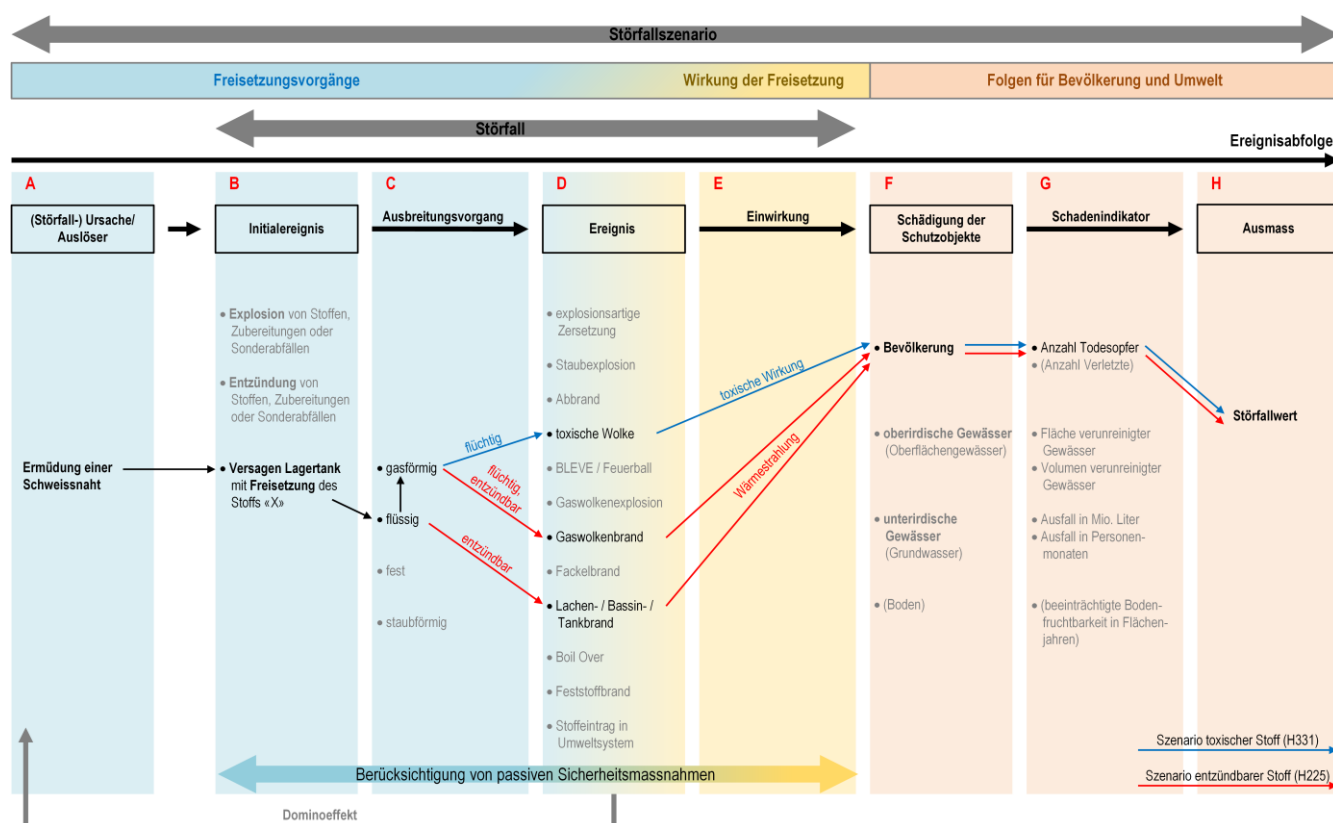 Störfallszenario
Freisetzungsvorgänge
Wirkung der Freisetzung
Folgen für Bevölkerung und Umwelt
Störfall
Ereignisabfolge
A
B
C
D
E
F
G
H
(Störfall-) Ursache/
Auslöser
Initialereignis
Ausbreitungsvorgang
Ereignis
Einwirkung
Schädigung der
Schutzobjekte
Schadenindikator
Ausmass
Ermüdung einer
Schweissnaht
• Explosion von Stoffen,
Zubereitungen oder
Sonderabfällen
• Entzündung von
Stoffen, Zubereitungen
oder Sonderabfällen
• Versagen Lagertank
mit Freisetzung des
Stoffs «X»
• gasförmig
• flüssig
• fest
• staubförmig
flüchtig
flüchtig,
entzündbar
entzündbar
• explosionsartige
Zersetzung
• Staubexplosion
• Abbrand
• toxische Wolke
• BLEVE / Feuerball
• Gaswolkenexplosion
• Gaswolkenbrand
• Fackelbrand
• Lachen- / Bassin- /
Tankbrand
• Boil Over
• Feststoffbrand
• Stoffeintrag in
Umweltsystem
toxische Wirkung
Wärmestrahlung
• Bevölkerung
• oberirdische Gewässer
(Oberflächengewässer)
• unterirdische
Gewässer
(Grundwasser)
• (Boden)
• Anzahl Todesopfer
• (Anzahl Verletzte)
• Fläche verunreinigter
Gewässer
• Volumen verunreinigter
Gewässer
• Ausfall in Mio. Liter
• Ausfall in Personen-
monaten
• (beeinträchtigte Boden-
fruchtbarkeit in Flächen-
jahren)
Störfallwert
Szenario toxischer Stoff (H331)
Szenario entzündbarer Stoff (H225)
Berücksichtigung von passiven Sicherheitsmassnahmen
Dominoeffekt